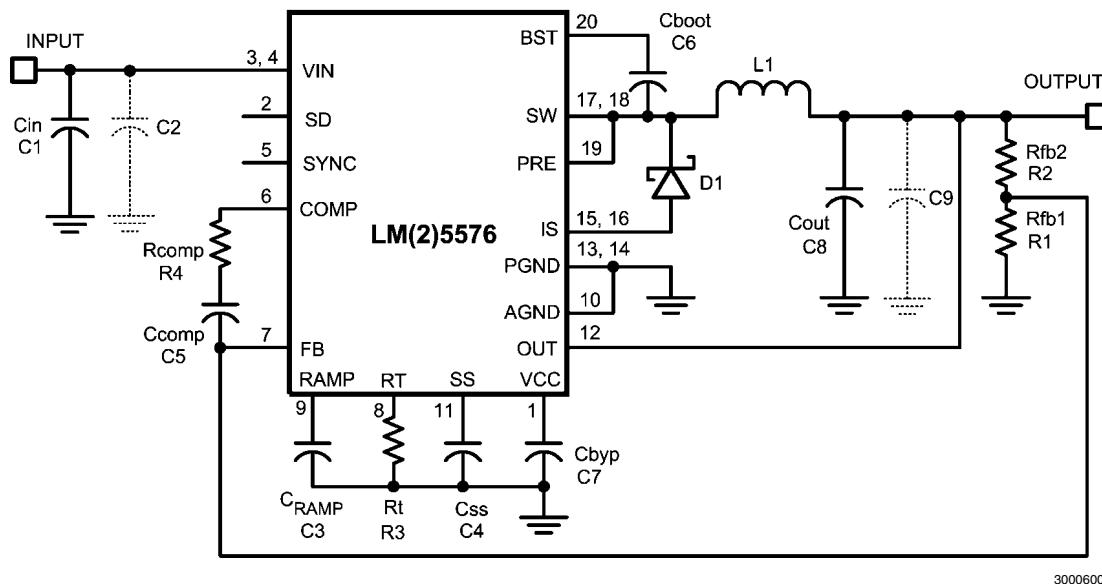 INPUT
Cin
C1
C2
3, 4
VIN
2
SD
5
SYNC
6
COMP
Rcomp
R4
Ccomp
C5
7
FB
LM(2)5576
20
BST
Cboot
C6
17, 18
SW
19
PRE
L1
D1
15, 16
IS
13, 14
PGND
10
AGND
12
OUT
OUTPUT
Cout
C8
C9
Rfb2
R2
Rfb1
R1
RAMP
RT
SS
VCC
9
8
11
1
CRAMP
C3
Rt
R3
Css
C4
Cbyp
C7
3000600